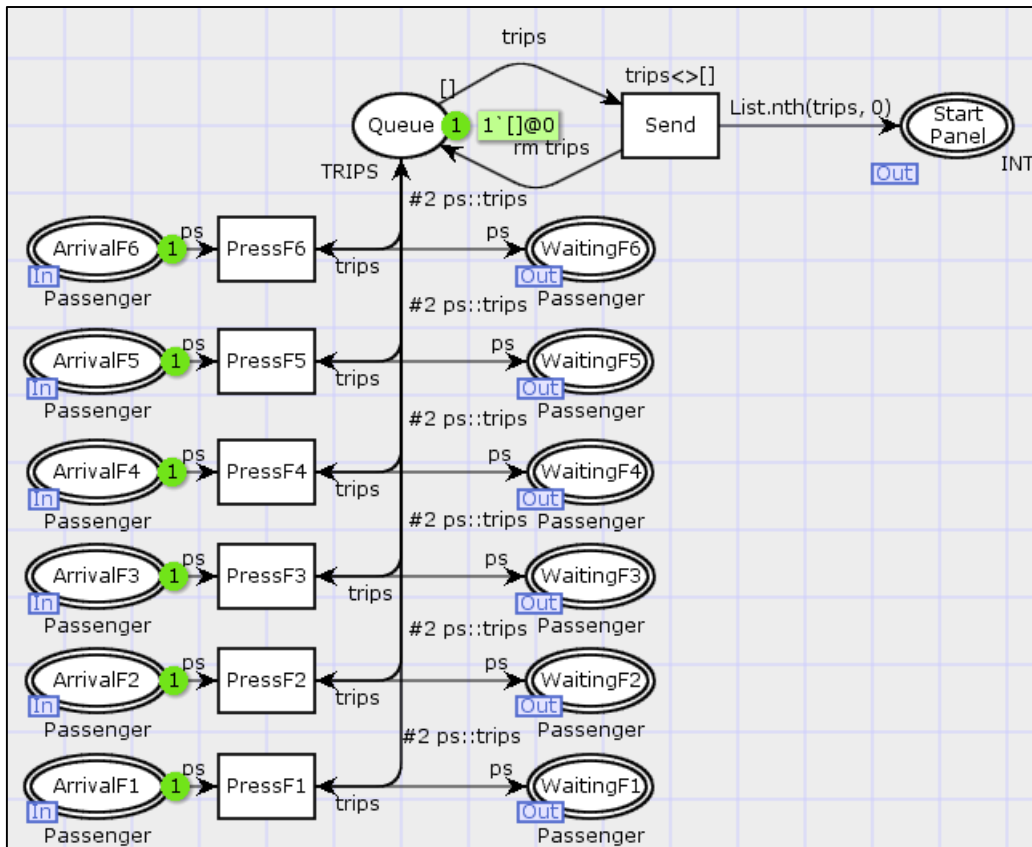 trips
[]
trips<>[]
Queue
1
1`[]@0
Send
List.nth(trips, 0)
Start
Panel
rm trips
TRIPS
INT
Out
#2 ps::trips
ArrivalF6
1
ps
PressF6
ps
WaitingF6
In
trips
Out
Passenger
Passenger
#2 ps::trips
ArrivalF5
1
ps
PressF5
ps
WaitingF5
In
trips
Out
Passenger
Passenger
#2 ps::trips
ArrivalF4
1
ps
PressF4
ps
WaitingF4
In
trips
Out
Passenger
Passenger
#2 ps::trips
ArrivalF3
1
ps
PressF3
ps
WaitingF3
In
trips
Out
Passenger
Passenger
#2 ps::trips
ArrivalF2
1
ps
PressF2
ps
WaitingF2
In
trips
Out
Passenger
Passenger
#2 ps::trips
ArrivalF1
1
ps
PressF1
ps
WaitingF1
In
trips
Out
Passenger
Passenger